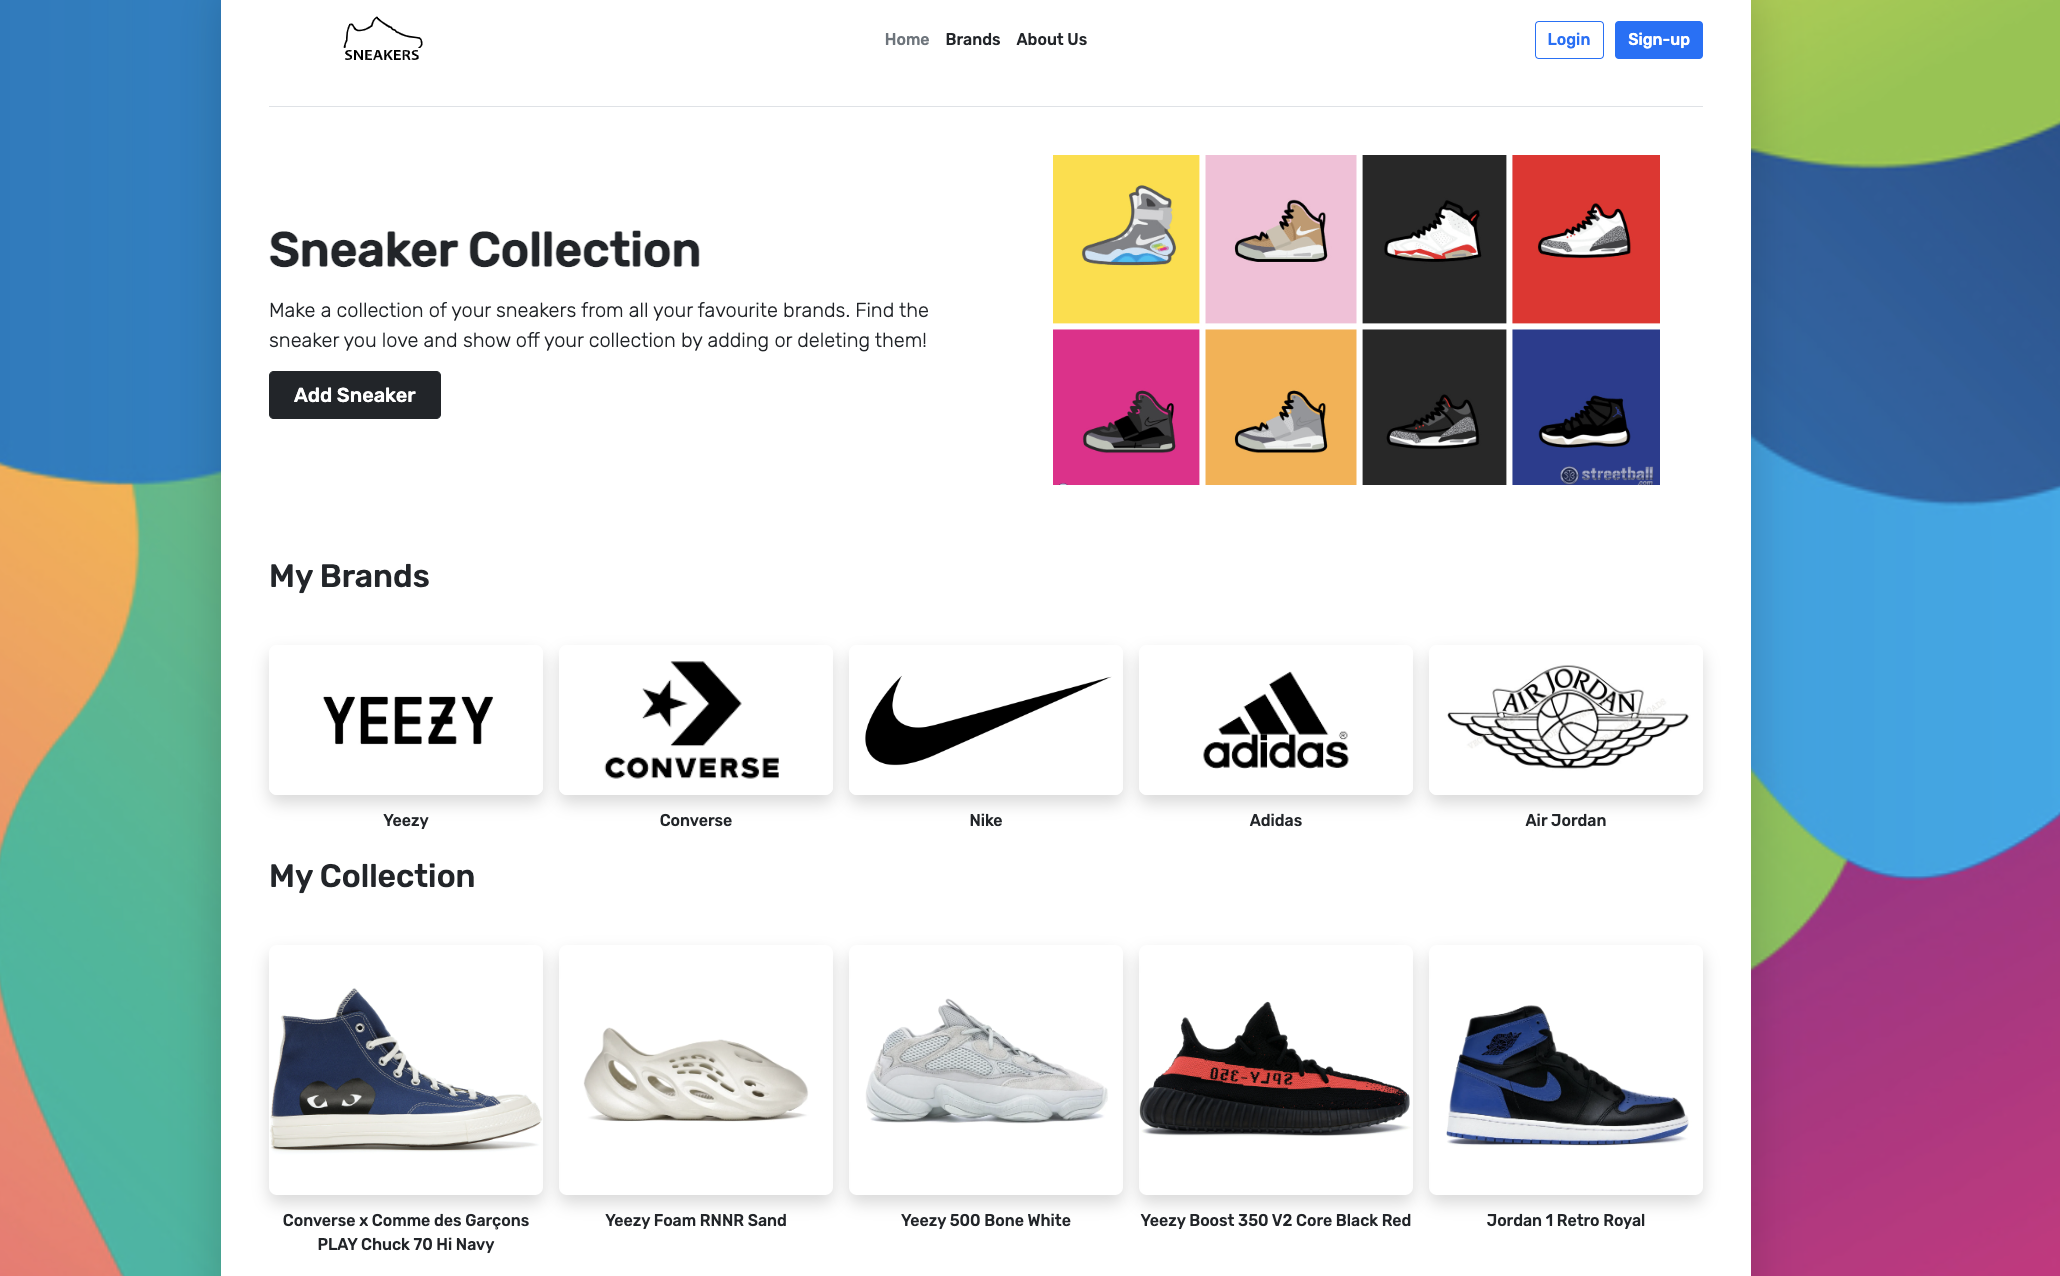 SNEAKERS
Home
Brands
About Us
Login
Sign-up
Sneaker Collection
Make a collection of your sneakers from all your favourite brands. Find the
sneaker you love and show off your collection by adding or deleting them!
Add Sneaker
streetball
.com
My Brands
YEEZY
CONVERSE
adidas®
AIR JORDAN
Yeezy
Converse
Nike
Adidas
Air Jordan
My Collection
SPLY-350
Converse x Comme des Garçons
PLAY Chuck 70 Hi Navy
Yeezy Foam RNNR Sand
Yeezy 500 Bone White
Yeezy Boost 350 V2 Core Black Red
Jordan 1 Retro Royal